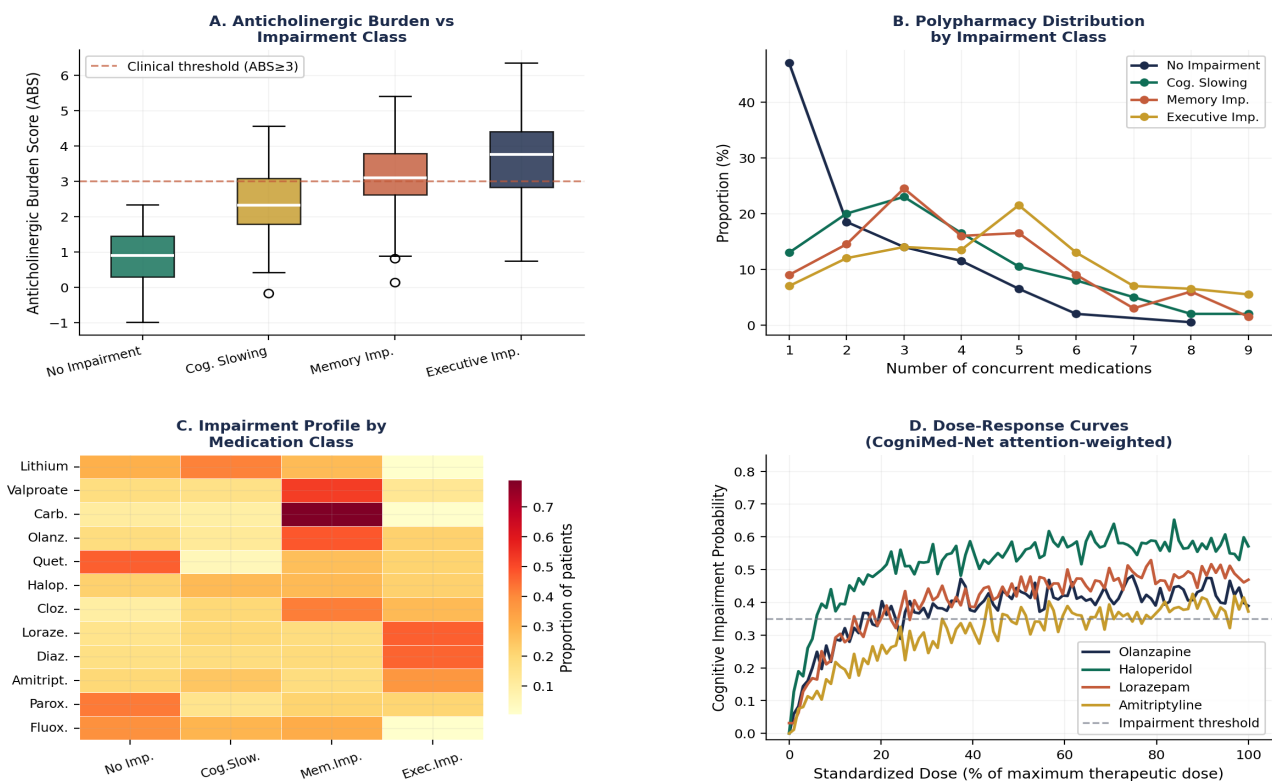 A. Anticholinergic Burden vs
Impairment Class
Anticholinergic Burden Score (ABS)
6
5
4
3
2
1
0
−1
Clinical threshold (ABS≥3)
No Impairment
Cog. Slowing
Memory Imp.
Executive Imp.
B. Polypharmacy Distribution
by Impairment Class
Proportion (%)
40
30
20
10
0
No Impairment
Cog. Slowing
Memory Imp.
Executive Imp.
1 2 3 4 5 6 7 8 9
Number of concurrent medications
C. Impairment Profile by
Medication Class
Lithium
Valproate
Carb.
Olanz.
Quet.
Halop.
Cloz.
Loraze.
Diaz.
Amitript.
Parox.
Fluox.
No Imp.
Cog.Slow.
Mem.Imp.
Exec.Imp.
0.7
0.6
0.5
0.4
0.3
0.2
0.1
Proportion of patients
D. Dose-Response Curves
(CogniMed-Net attention-weighted)
Cognitive Impairment Probability
0.8
0.7
0.6
0.5
0.4
0.3
0.2
0.1
0.0
Olanzapine
Haloperidol
Lorazepam
Amitriptyline
Impairment threshold
0 20 40 60 80 100
Standardized Dose (% of maximum therapeutic dose)